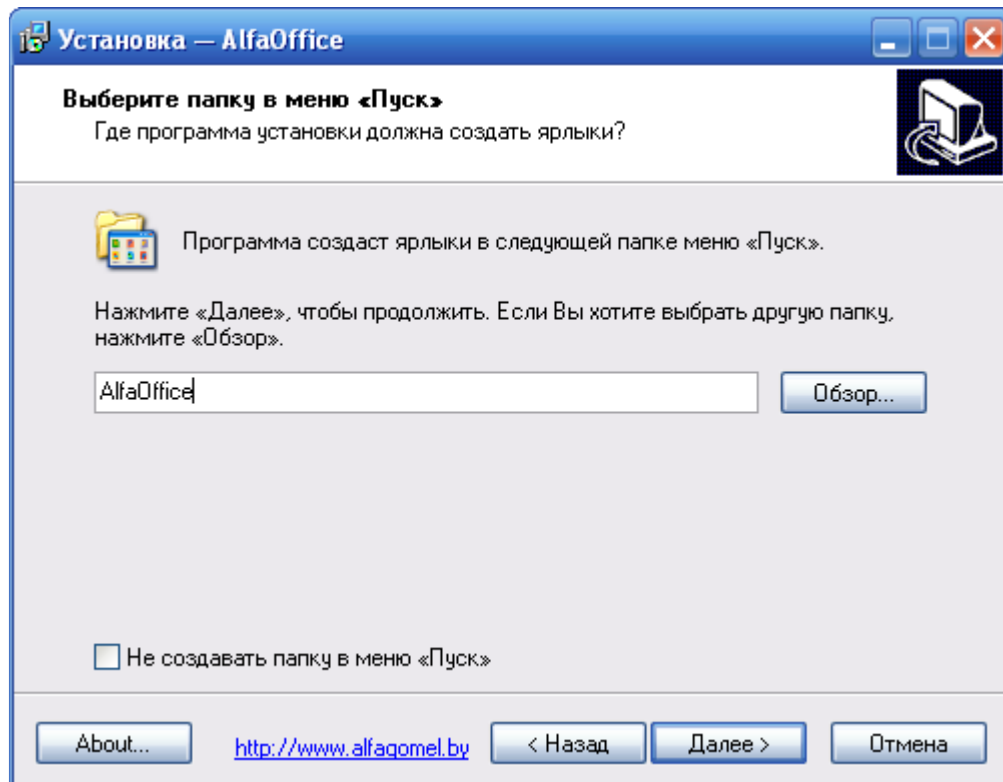 Установка — AlfaOffice
Выберите папку в меню «Пуск»
Где программа установки должна создать ярлыки?
Программа создаст ярлыки в следующей папке меню «Пуск».
Нажмите «Далее», чтобы продолжить. Если Вы хотите выбрать другую папку,
нажмите «Обзор».
AlfaOffice
Обзор...
Не создавать папку в меню «Пуск»
About...
http://www.alfagomel.by
< Назад
Далее >
Отмена